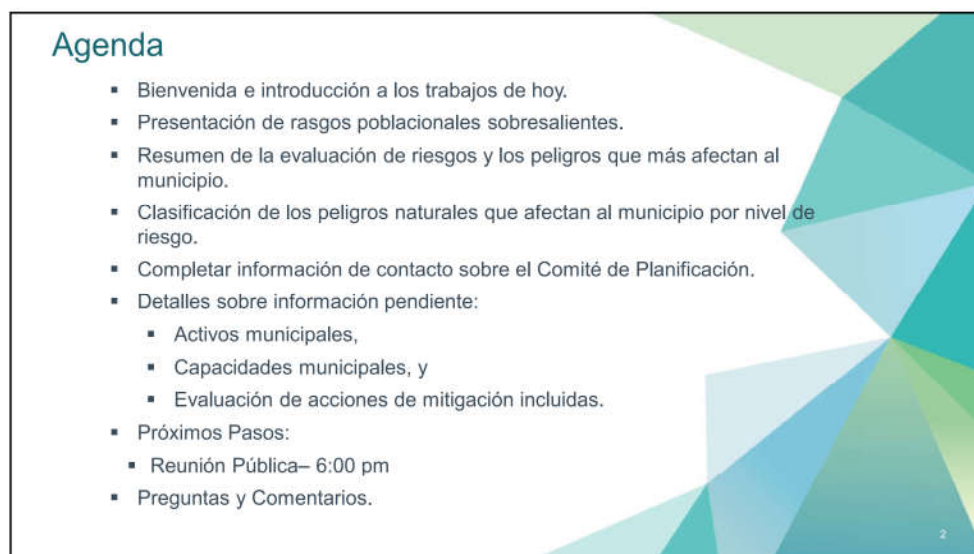 Agenda
▪ Bienvenida e introducción a los trabajos de hoy.
▪ Presentación de rasgos poblacionales sobresalientes.
▪ Resumen de la evaluación de riesgos y los peligros que más afectan al
municipio.
▪ Clasificación de los peligros naturales que afectan al municipio por nivel de
riesgo.
▪ Completar información de contacto sobre el Comité de Planificación.
▪ Detalles sobre información pendiente:
▪ Activos municipales,
▪ Capacidades municipales, y
▪ Evaluación de acciones de mitigación incluidas.
▪ Próximos Pasos:
▪ Reunión Pública– 6:00 pm
▪ Preguntas y Comentarios.
2